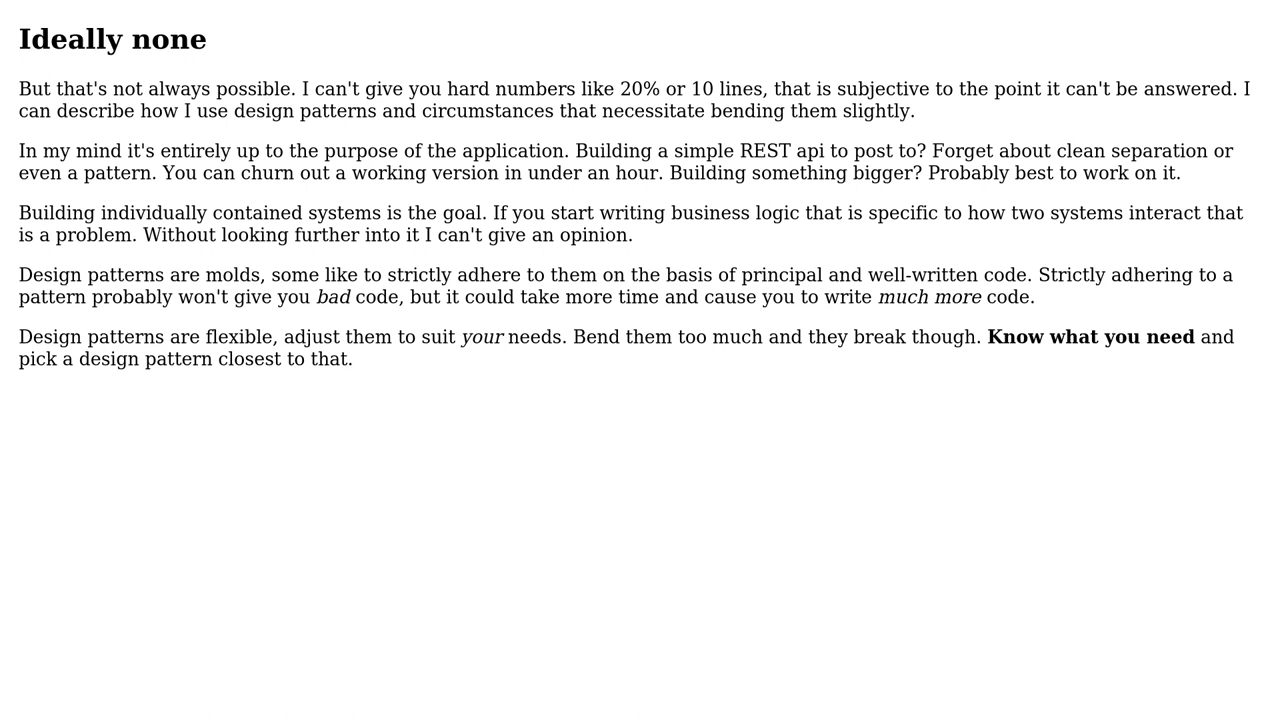 Ideally none
But that's not always possible. I can't give you hard numbers like 20% or 10 lines, that is subjective to the point it can't be answered. I
can describe how I use design patterns and circumstances that necessitate bending them slightly.
In my mind it's entirely up to the purpose of the application. Building a simple REST api to post to? Forget about clean separation or
even a pattern. You can churn out a working version in under an hour. Building something bigger? Probably best to work on it.
Building individually contained systems is the goal. If you start writing business logic that is specific to how two systems interact that
is a problem. Without looking further into it I can't give an opinion.
Design patterns are molds, some like to strictly adhere to them on the basis of principal and well-written code. Strictly adhering to a
pattern probably won't give you bad code, but it could take more time and cause you to write much more code.
Design patterns are flexible, adjust them to suit your needs. Bend them too much and they break though. Know what you need and
pick a design pattern closest to that.